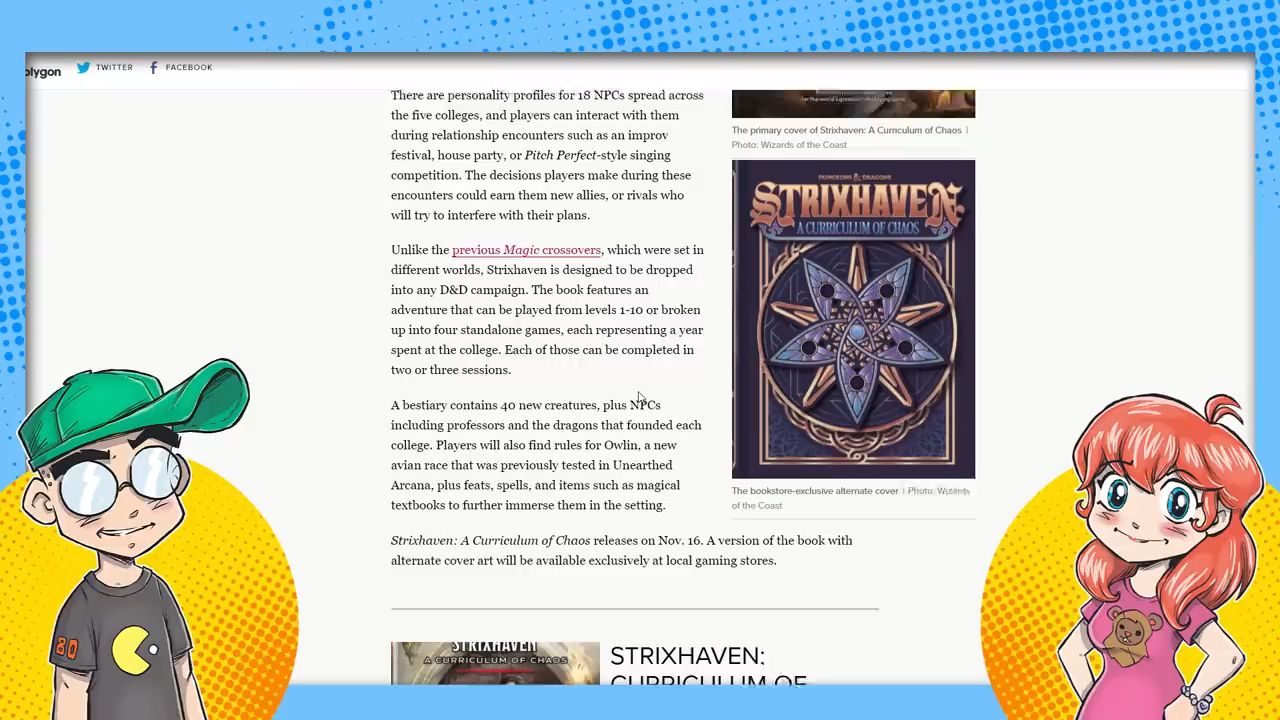 olygon
TWITTER
FACEBOOK
There are personality profiles for 18 NPCs spread across
the five colleges, and players can interact with them
during relationship encounters such as an improv
festival, house party, or Pitch Perfect-style singing
competition. The decisions players make during these
encounters could earn them new allies, or rivals who
will try to interfere with their plans.
Unlike the previous Magic crossovers, which were set in
different worlds, Strixhaven is designed to be dropped
into any D&D campaign. The book features an
adventure that can be played from levels 1-10 or broken
up into four standalone games, each representing a year
spent at the college. Each of those can be completed in
two or three sessions.
A bestiary contains 40 new creatures, plus NPCs
including professors and the dragons that founded each
college. Players will also find rules for Owlin, a new
avian race that was previously tested in Unearthed
Arcana, plus feats, spells, and items such as magical
textbooks to further immerse them in the setting.
Strixhaven: A Curriculum of Chaos releases on Nov. 16. A version of the book with
alternate cover art will be available exclusively at local gaming stores.
The primary cover of Strixhaven: A Curriculum of Chaos |
Photo: Wizards of the Coast
DUNGEONS & DRAGONS
STRIXHAVEN
A CURRICULUM OF CHAOS
The bookstore-exclusive alternate cover | Photo: Wizards
of the Coast
STRIXHAVEN
A CURRICULUM OF CHAOS
STRIXHAVEN:
CURRICULUM OF
80